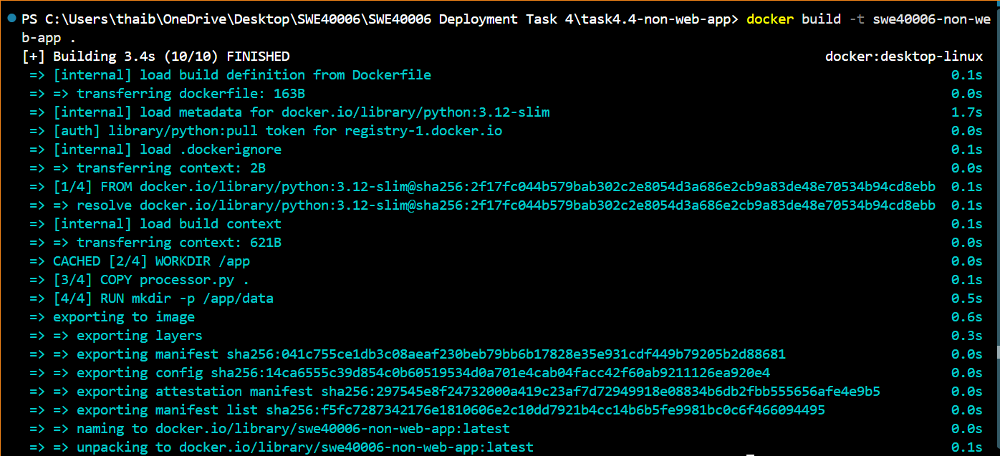 PS C:\Users\thaib\OneDrive\Desktop\SWE40006\SWE40006 Deployment Task 4\task4.4-non-web-app> docker build -t swe40006-non-we
b-app .
[+] Building 3.4s (10/10) FINISHED docker:desktop-linux
=> [internal] load build definition from Dockerfile 0.1s
=> => transferring dockerfile: 163B 0.0s
=> [internal] load metadata for docker.io/library/python:3.12-slim 1.7s
=> [auth] library/python:pull token for registry-1.docker.io 0.0s
=> [internal] load .dockerignore 0.1s
=> => transferring context: 2B 0.0s
=> [1/4] FROM docker.io/library/python:3.12-slim@sha256:2f17fc044b579bab302c2e8054d3a686e2cb9a83de48e70534b94cd8ebb 0.1s
=> => resolve docker.io/library/python:3.12-slim@sha256:2f17fc044b579bab302c2e8054d3a686e2cb9a83de48e70534b94cd8ebb 0.1s
=> [internal] load build context 0.1s
=> => transferring context: 621B 0.0s
=> CACHED [2/4] WORKDIR /app 0.0s
=> [3/4] COPY processor.py . 0.1s
=> [4/4] RUN mkdir -p /app/data 0.5s
=> exporting to image 0.6s
=> => exporting layers 0.3s
=> => exporting manifest sha256:041c755ce1db3c08aeaf230beb79bb6b17828e35e931cdf449b79205b2d88681 0.0s
=> => exporting config sha256:14ca6555c39d854c0b60519534d0a701e4cab04facc42f60ab9211126ea920e4 0.0s
=> => exporting attestation manifest sha256:297545e8f24732000a419c23af7d72949918e08834b6db2fbb555656afe4e9b5 0.0s
=> => exporting manifest list sha256:f5fc7287342176e1810606e2c10dd7921b4cc14b6b5fe9981bc0c6f466094495 0.0s
=> => naming to docker.io/library/swe40006-non-web-app:latest 0.0s
=> => unpacking to docker.io/library/swe40006-non-web-app:latest 0.1s